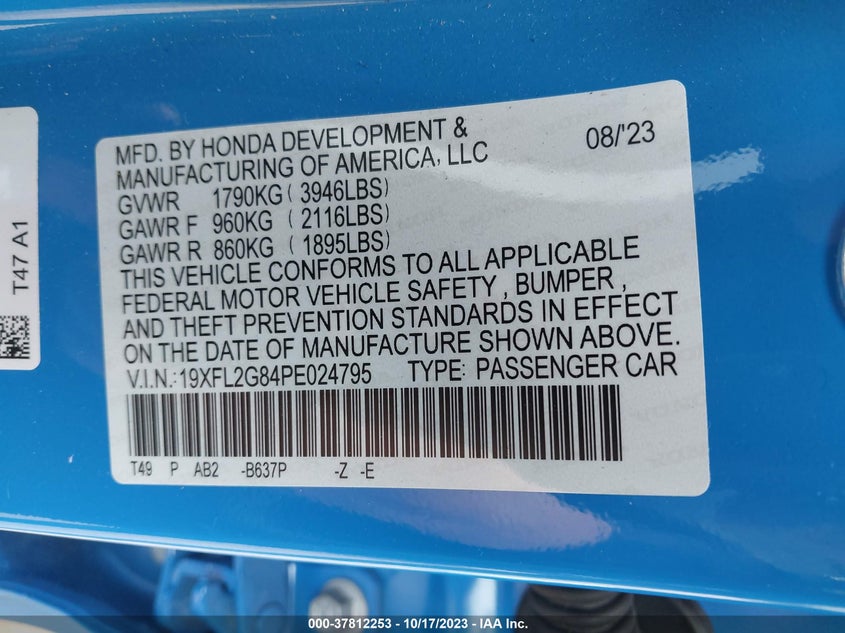 MFD. BY HONDA DEVELOPMENT & 08/'23
MANUFACTURING OF AMERICA, LLC
GVWR 1790KG ( 3946LBS)
GAWR F 960KG ( 2116LBS)
GAWR R 860KG ( 1895LBS)
THIS VEHICLE CONFORMS TO ALL APPLICABLE
FEDERAL MOTOR VEHICLE SAFETY , BUMPER ,
AND THEFT PREVENTION STANDARDS IN EFFECT
ON THE DATE OF MANUFACTURE SHOWN ABOVE.
V.I.N.:19XFL2G84PE024795 TYPE: PASSENGER CAR
T49 P AB2 -B637P -Z -E
T47 A1
000-37812253 - 10/17/2023 - IAAI, Inc.